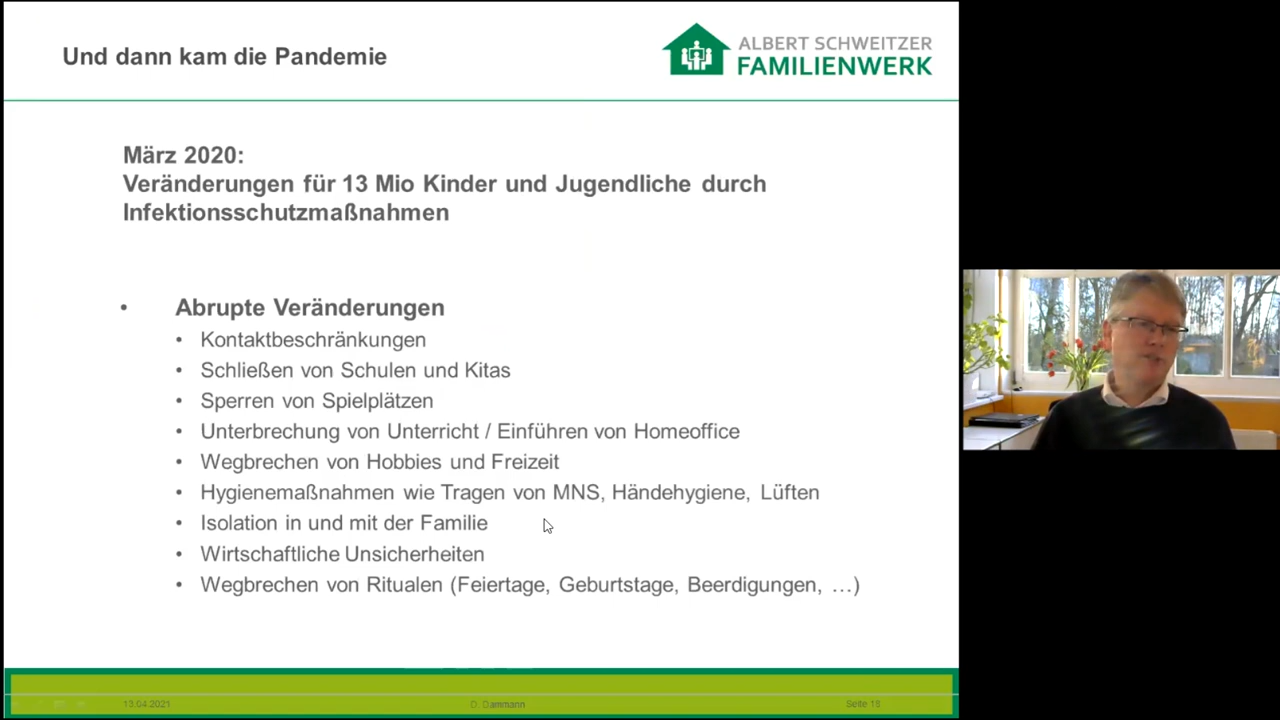 Und dann kam die Pandemie
ALBERT SCHWEITZER
FAMILIENWERK
März 2020:
Veränderungen für 13 Mio Kinder und Jugendliche durch
Infektionsschutzmaßnahmen
• Abrupte Veränderungen
• Kontaktbeschränkungen
• Schließen von Schulen und Kitas
• Sperren von Spielplätzen
• Unterbrechung von Unterricht / Einführen von Homeoffice
• Wegbrechen von Hobbies und Freizeit
• Hygienemaßnahmen wie Tragen von MNS, Händehygiene, Lüften
• Isolation in und mit der Familie
• Wirtschaftliche Unsicherheiten
• Wegbrechen von Ritualen (Feiertage, Geburtstage, Beerdigungen, …)
13.04.2021
D. Dammann
Seite 18